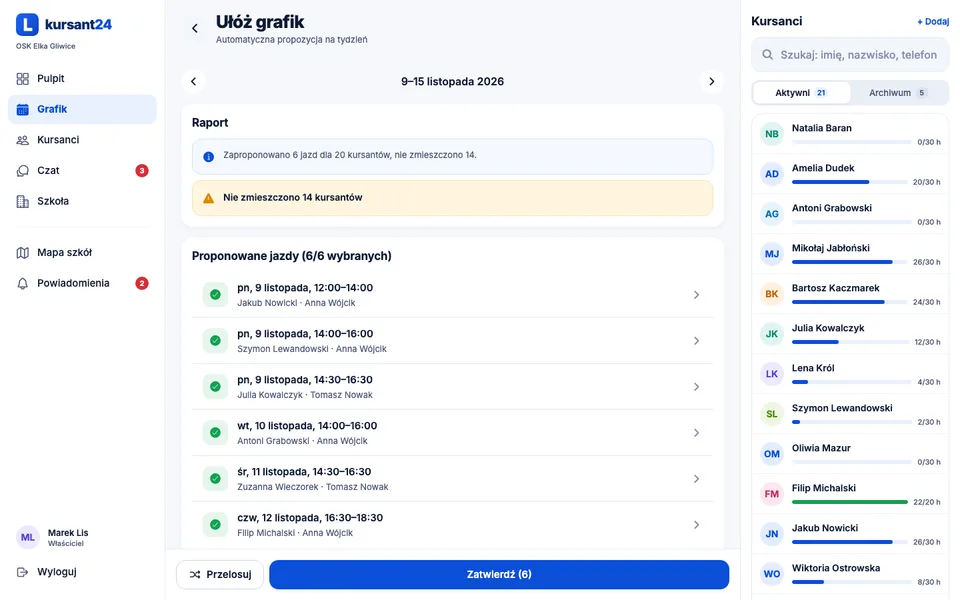 L kursant24
OSK Elka Gliwice
Pulpit
Grafik
Kursanci
Czat 3
Szkoła
Mapa szkół
Powiadomienia 2
ML Marek Lis
Właściciel
Wyloguj
Ułóż grafik
Automatyczna propozycja na tydzień
9–15 listopada 2026
Raport
Zaproponowano 6 jazd dla 20 kursantów, nie zmieszczono 14.
Nie zmieszczono 14 kursantów
Proponowane jazdy (6/6 wybranych)
pn, 9 listopada, 12:00–14:00
Jakub Nowicki · Anna Wójcik
pn, 9 listopada, 14:00–16:00
Szymon Lewandowski · Anna Wójcik
pn, 9 listopada, 14:30–16:30
Julia Kowalczyk · Tomasz Nowak
wt, 10 listopada, 14:00–16:00
Antoni Grabowski · Anna Wójcik
śr, 11 listopada, 14:30–16:30
Zuzanna Wieczorek · Tomasz Nowak
czw, 12 listopada, 16:30–18:30
Filip Michalski · Anna Wójcik
Przelosuj
Zatwierdź (6)
Kursanci + Dodaj
Szukaj: imię, nazwisko, telefon
Aktywni 21 Archiwum 5
NB Natalia Baran
0/30 h
AD Amelia Dudek
20/30 h
AG Antoni Grabowski
0/30 h
MJ Mikołaj Jabłoński
26/30 h
BK Bartosz Kaczmarek
24/30 h
JK Julia Kowalczyk
12/30 h
LK Lena Król
4/30 h
SL Szymon Lewandowski
2/30 h
OM Oliwia Mazur
0/30 h
FM Filip Michalski
22/20 h
JN Jakub Nowicki
26/30 h
WO Wiktoria Ostrowska
8/30 h